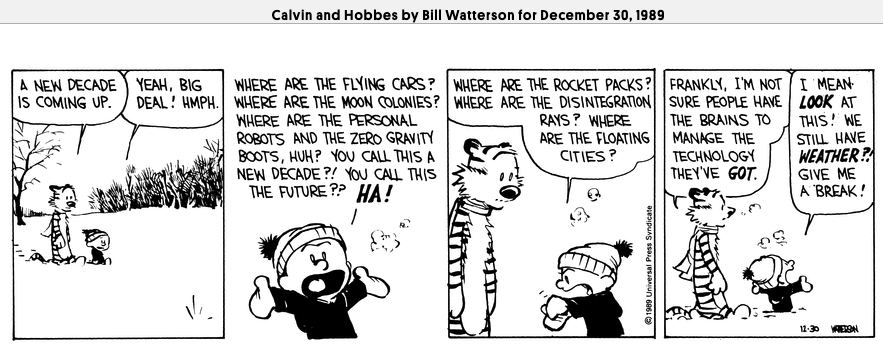 Calvin and Hobbes by Bill Watterson for December 30, 1989
A NEW DECADE
IS COMING UP.
YEAH, BIG
DEAL! HMPH.
WHERE ARE THE FLYING CARS?
WHERE ARE THE MOON COLONIES?
WHERE ARE THE PERSONAL
ROBOTS AND THE ZERO GRAVITY
BOOTS, HUH? YOU CALL THIS A
NEW DECADE?! YOU CALL THIS
THE FUTURE?? HA!
WHERE ARE THE ROCKET PACKS?
WHERE ARE THE DISINTEGRATION
RAYS? WHERE
ARE THE FLOATING
CITIES?
©1989 Universal Press Syndicate
FRANKLY, I'M NOT
SURE PEOPLE HAVE
THE BRAINS TO
MANAGE THE
TECHNOLOGY
THEY'VE GOT.
I MEAN
LOOK AT
THIS! WE
STILL HAVE
WEATHER?!
GIVE ME
A BREAK!
12-30 WATTERSON